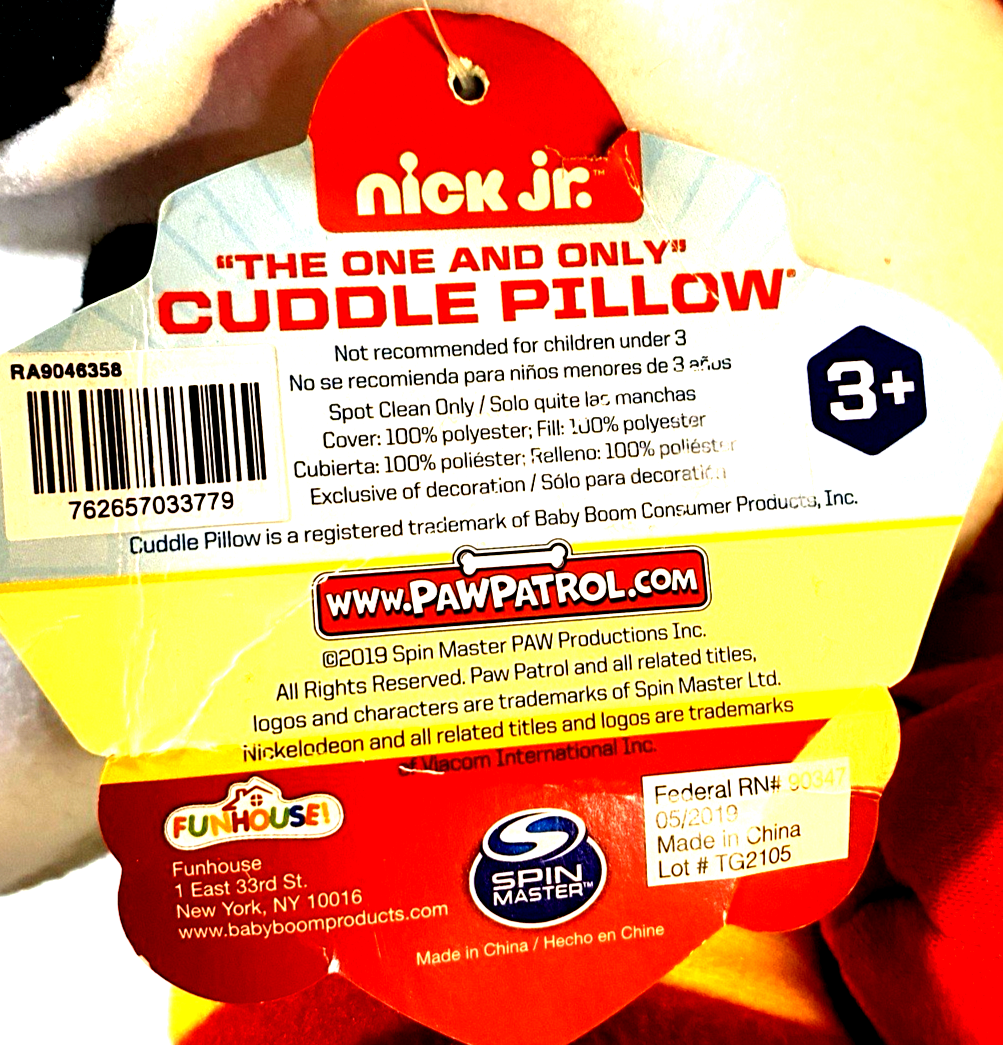 nick jr.™
"THE ONE AND ONLY"
CUDDLE PILLOW®
Not recommended for children under 3
No se recomienda para niños menores de 3 años
Spot Clean Only / Solo quite las manchas
Cover: 100% polyester; Fill: 100% polyester
Cubierta: 100% poliéster; Relleno: 100% poliéster
Exclusive of decoration / Sólo para decoratión
Cuddle Pillow is a registered trademark of Baby Boom Consumer Products, Inc.
3+
RA9046358
762657033779
WWW.PAWPATROL.COM
©2019 Spin Master PAW Productions Inc.
All Rights Reserved. Paw Patrol and all related titles,
logos and characters are trademarks of Spin Master Ltd.
Nickelodeon and all related titles and logos are trademarks
of Viacom International Inc.
FUNHOUSE!
Funhouse
1 East 33rd St.
New York, NY 10016
www.babyboomproducts.com
SPIN
MASTER™
Made in China / Hecho en Chine
Federal RN# 90347
05/2019
Made in China
Lot # TG2105